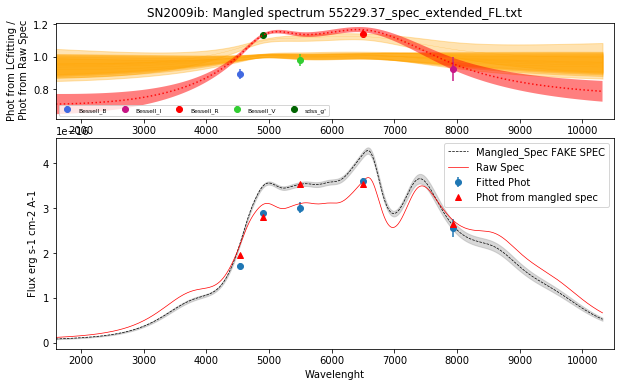 SN2009ib: Mangled spectrum 55229.37_spec_extended_FL.txt
Phot from LCfitting /
Phot from Raw Spec
1.2
1.0
0.8
Bessell_B
Bessell_I
Bessell_R
Bessell_V
sdss_g'
2000 3000 4000 5000 6000 7000 8000 9000 10000
1e−16
Flux erg s-1 cm-2 A-1
4
3
2
1
0
Mangled_Spec FAKE SPEC
Raw Spec
Fitted Phot
Phot from mangled spec
2000 3000 4000 5000 6000 7000 8000 9000 10000
Wavelenght